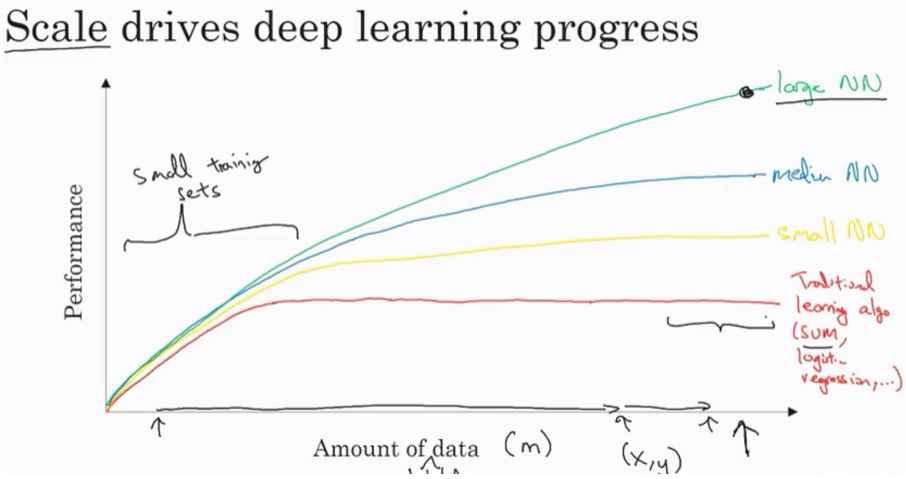 Scale drives deep learning progress
large NN
medium NN
small NN
Small training
sets
Performance
Traditional
learning algo
(SVM,
logistic
regression,...)
Amount of data (m)
(x,y)